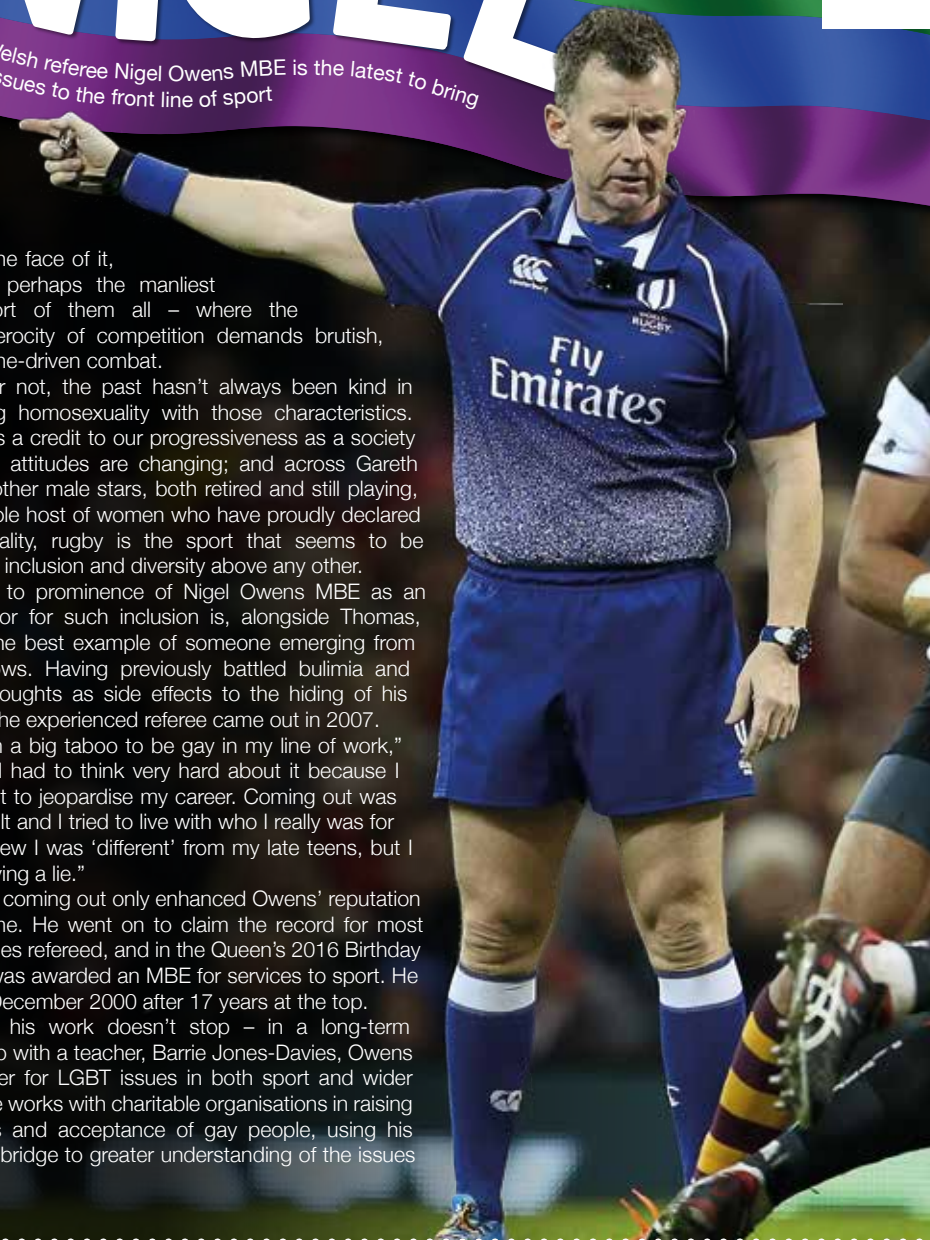 NIGEL
elsh referee Nigel Owens MBE is the latest to bring
ssues to the front line of sport
he face of it,
perhaps the manliest
ort of them all – where the
erocity of competition demands brutish,
ne-driven combat.
r not, the past hasn’t always been kind in
g homosexuality with those characteristics.
s a credit to our progressiveness as a society
attitudes are changing; and across Gareth
other male stars, both retired and still playing,
ole host of women who have proudly declared
ality, rugby is the sport that seems to be
inclusion and diversity above any other.
to prominence of Nigel Owens MBE as an
or for such inclusion is, alongside Thomas,
he best example of someone emerging from
ows. Having previously battled bulimia and
oughts as side effects to the hiding of his
he experienced referee came out in 2007.
n a big taboo to be gay in my line of work,”
I had to think very hard about it because I
t to jeopardise my career. Coming out was
lt and I tried to live with who I really was for
ew I was ‘different’ from my late teens, but I
ving a lie.”
coming out only enhanced Owens’ reputation
me. He went on to claim the record for most
es refereed, and in the Queen’s 2016 Birthday
was awarded an MBE for services to sport. He
December 2000 after 17 years at the top.
his work doesn’t stop – in a long-term
p with a teacher, Barrie Jones-Davies, Owens
er for LGBT issues in both sport and wider
e works with charitable organisations in raising
s and acceptance of gay people, using his
bridge to greater understanding of the issues
canterbury
WORLD
RUGBY
Fly
Emirates